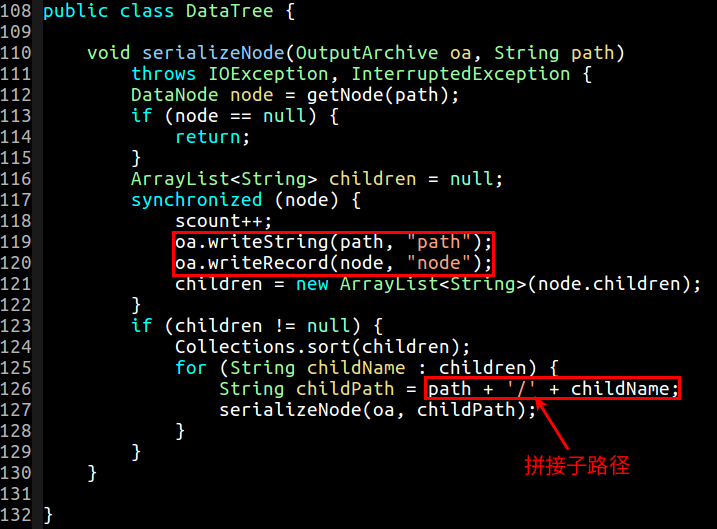 108 public class DataTree {
109
110     void serializeNode(OutputArchive oa, String path)
111         throws IOException, InterruptedException {
112         DataNode node = getNode(path);
113         if (node == null) {
114             return;
115         }
116         ArrayList<String> children = null;
117         synchronized (node) {
118             scount++;
119             oa.writeString(path, "path");
120             oa.writeRecord(node, "node");
121             children = new ArrayList<String>(node.children);
122         }
123         if (children != null) {
124             Collections.sort(children);
125             for (String childName : children) {
126                 String childPath = path + '/' + childName;
127                 serializeNode(oa, childPath);
128             }
129         }
130     }
131
132 }
拼接子路径